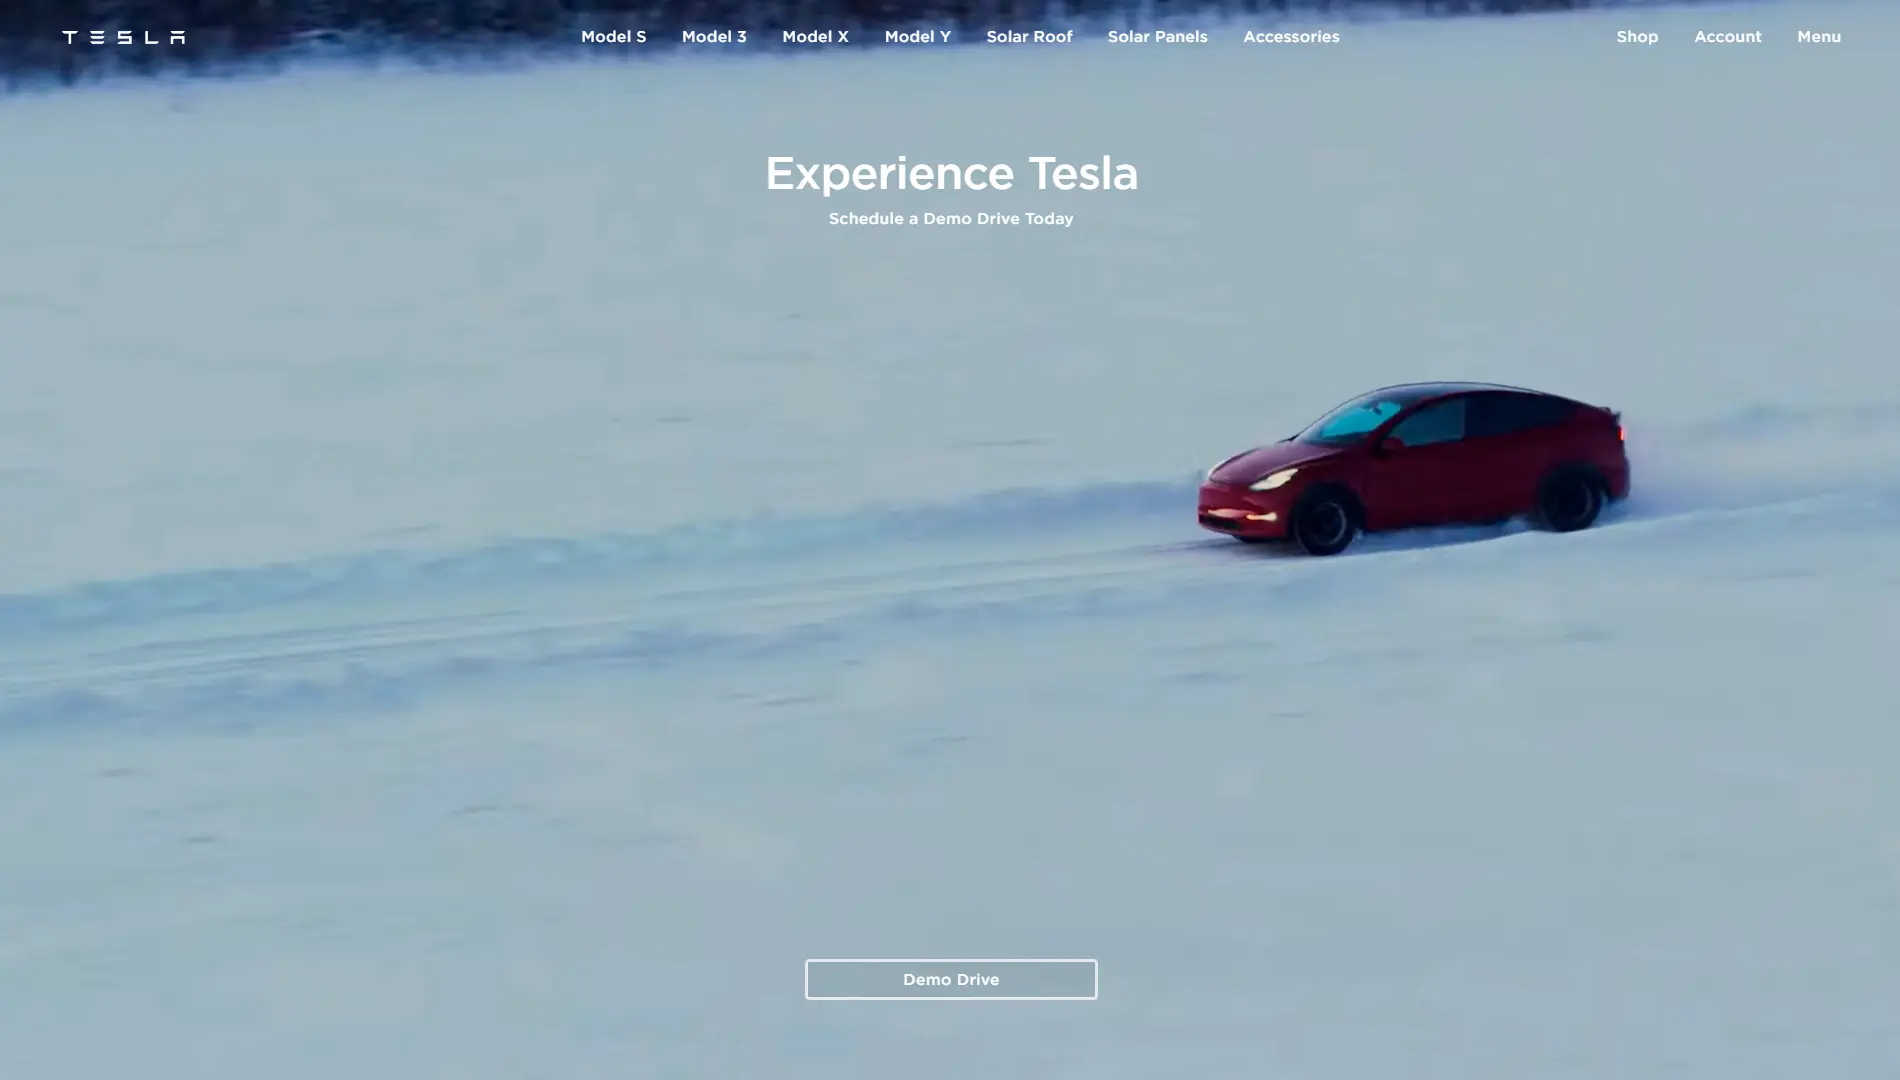 TESLA
Model S Model 3 Model X Model Y Solar Roof Solar Panels Accessories
Shop Account Menu
Experience Tesla
Schedule a Demo Drive Today
Demo Drive